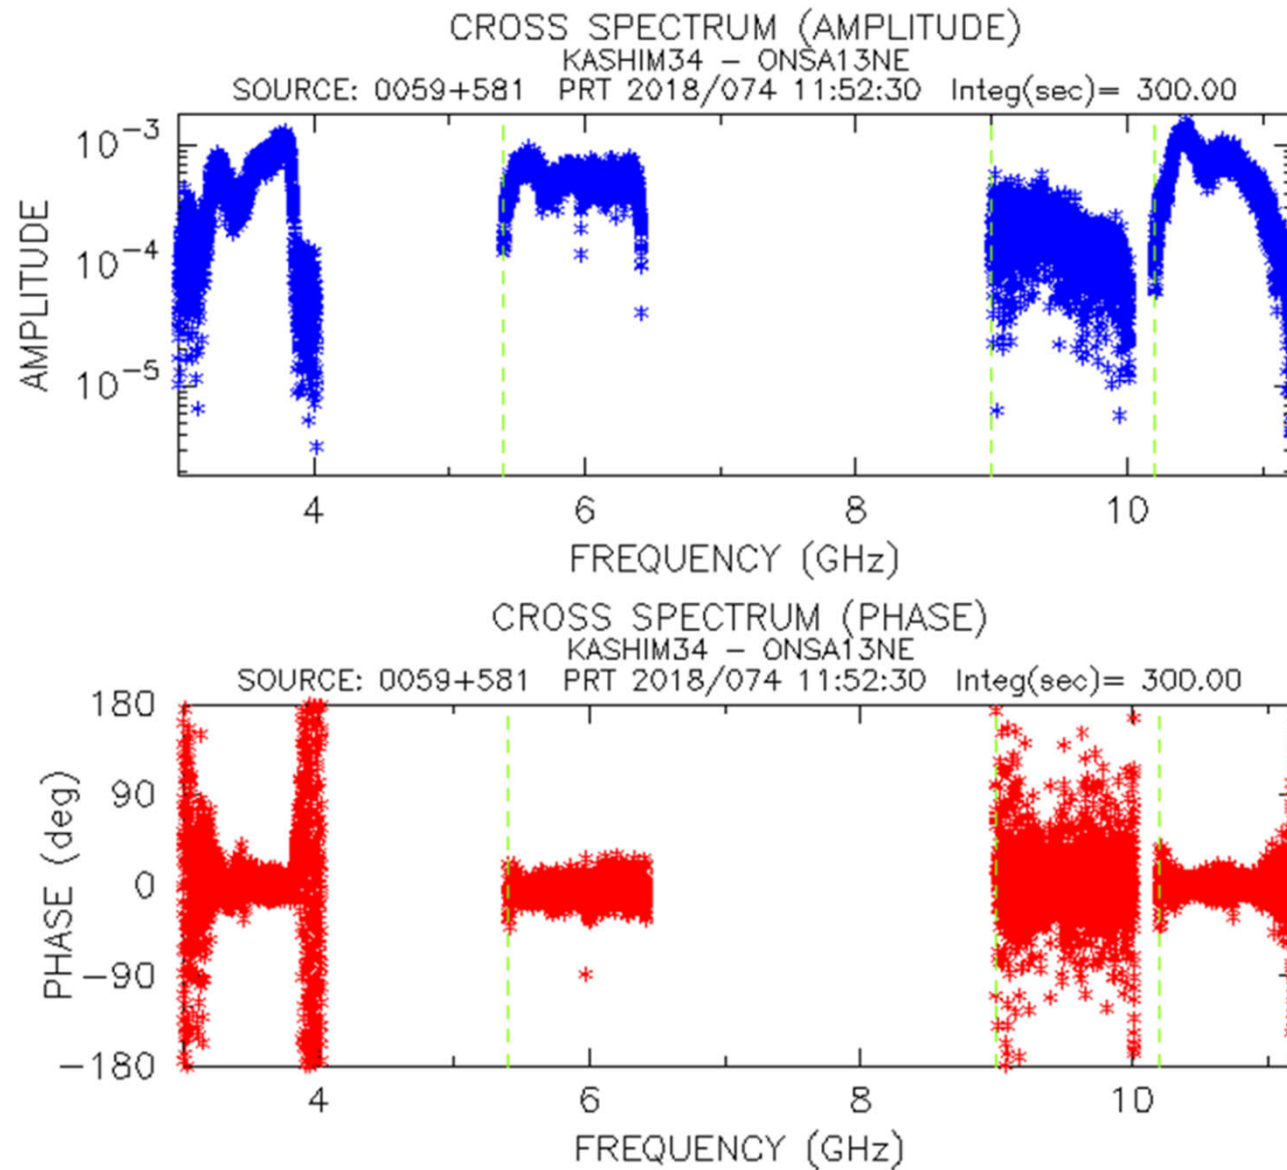 CROSS SPECTRUM (AMPLITUDE)
KASHIM34 - ONSA13NE
SOURCE: 0059+581 PRT 2018/074 11:52:30 Integ(sec)= 300.00
AMPLITUDE
10^-3
10^-4
10^-5
4 6 8 10
FREQUENCY (GHz)
CROSS SPECTRUM (PHASE)
KASHIM34 - ONSA13NE
SOURCE: 0059+581 PRT 2018/074 11:52:30 Integ(sec)= 300.00
PHASE (deg)
180
90
0
-90
-180
4 6 8 10
FREQUENCY (GHz)